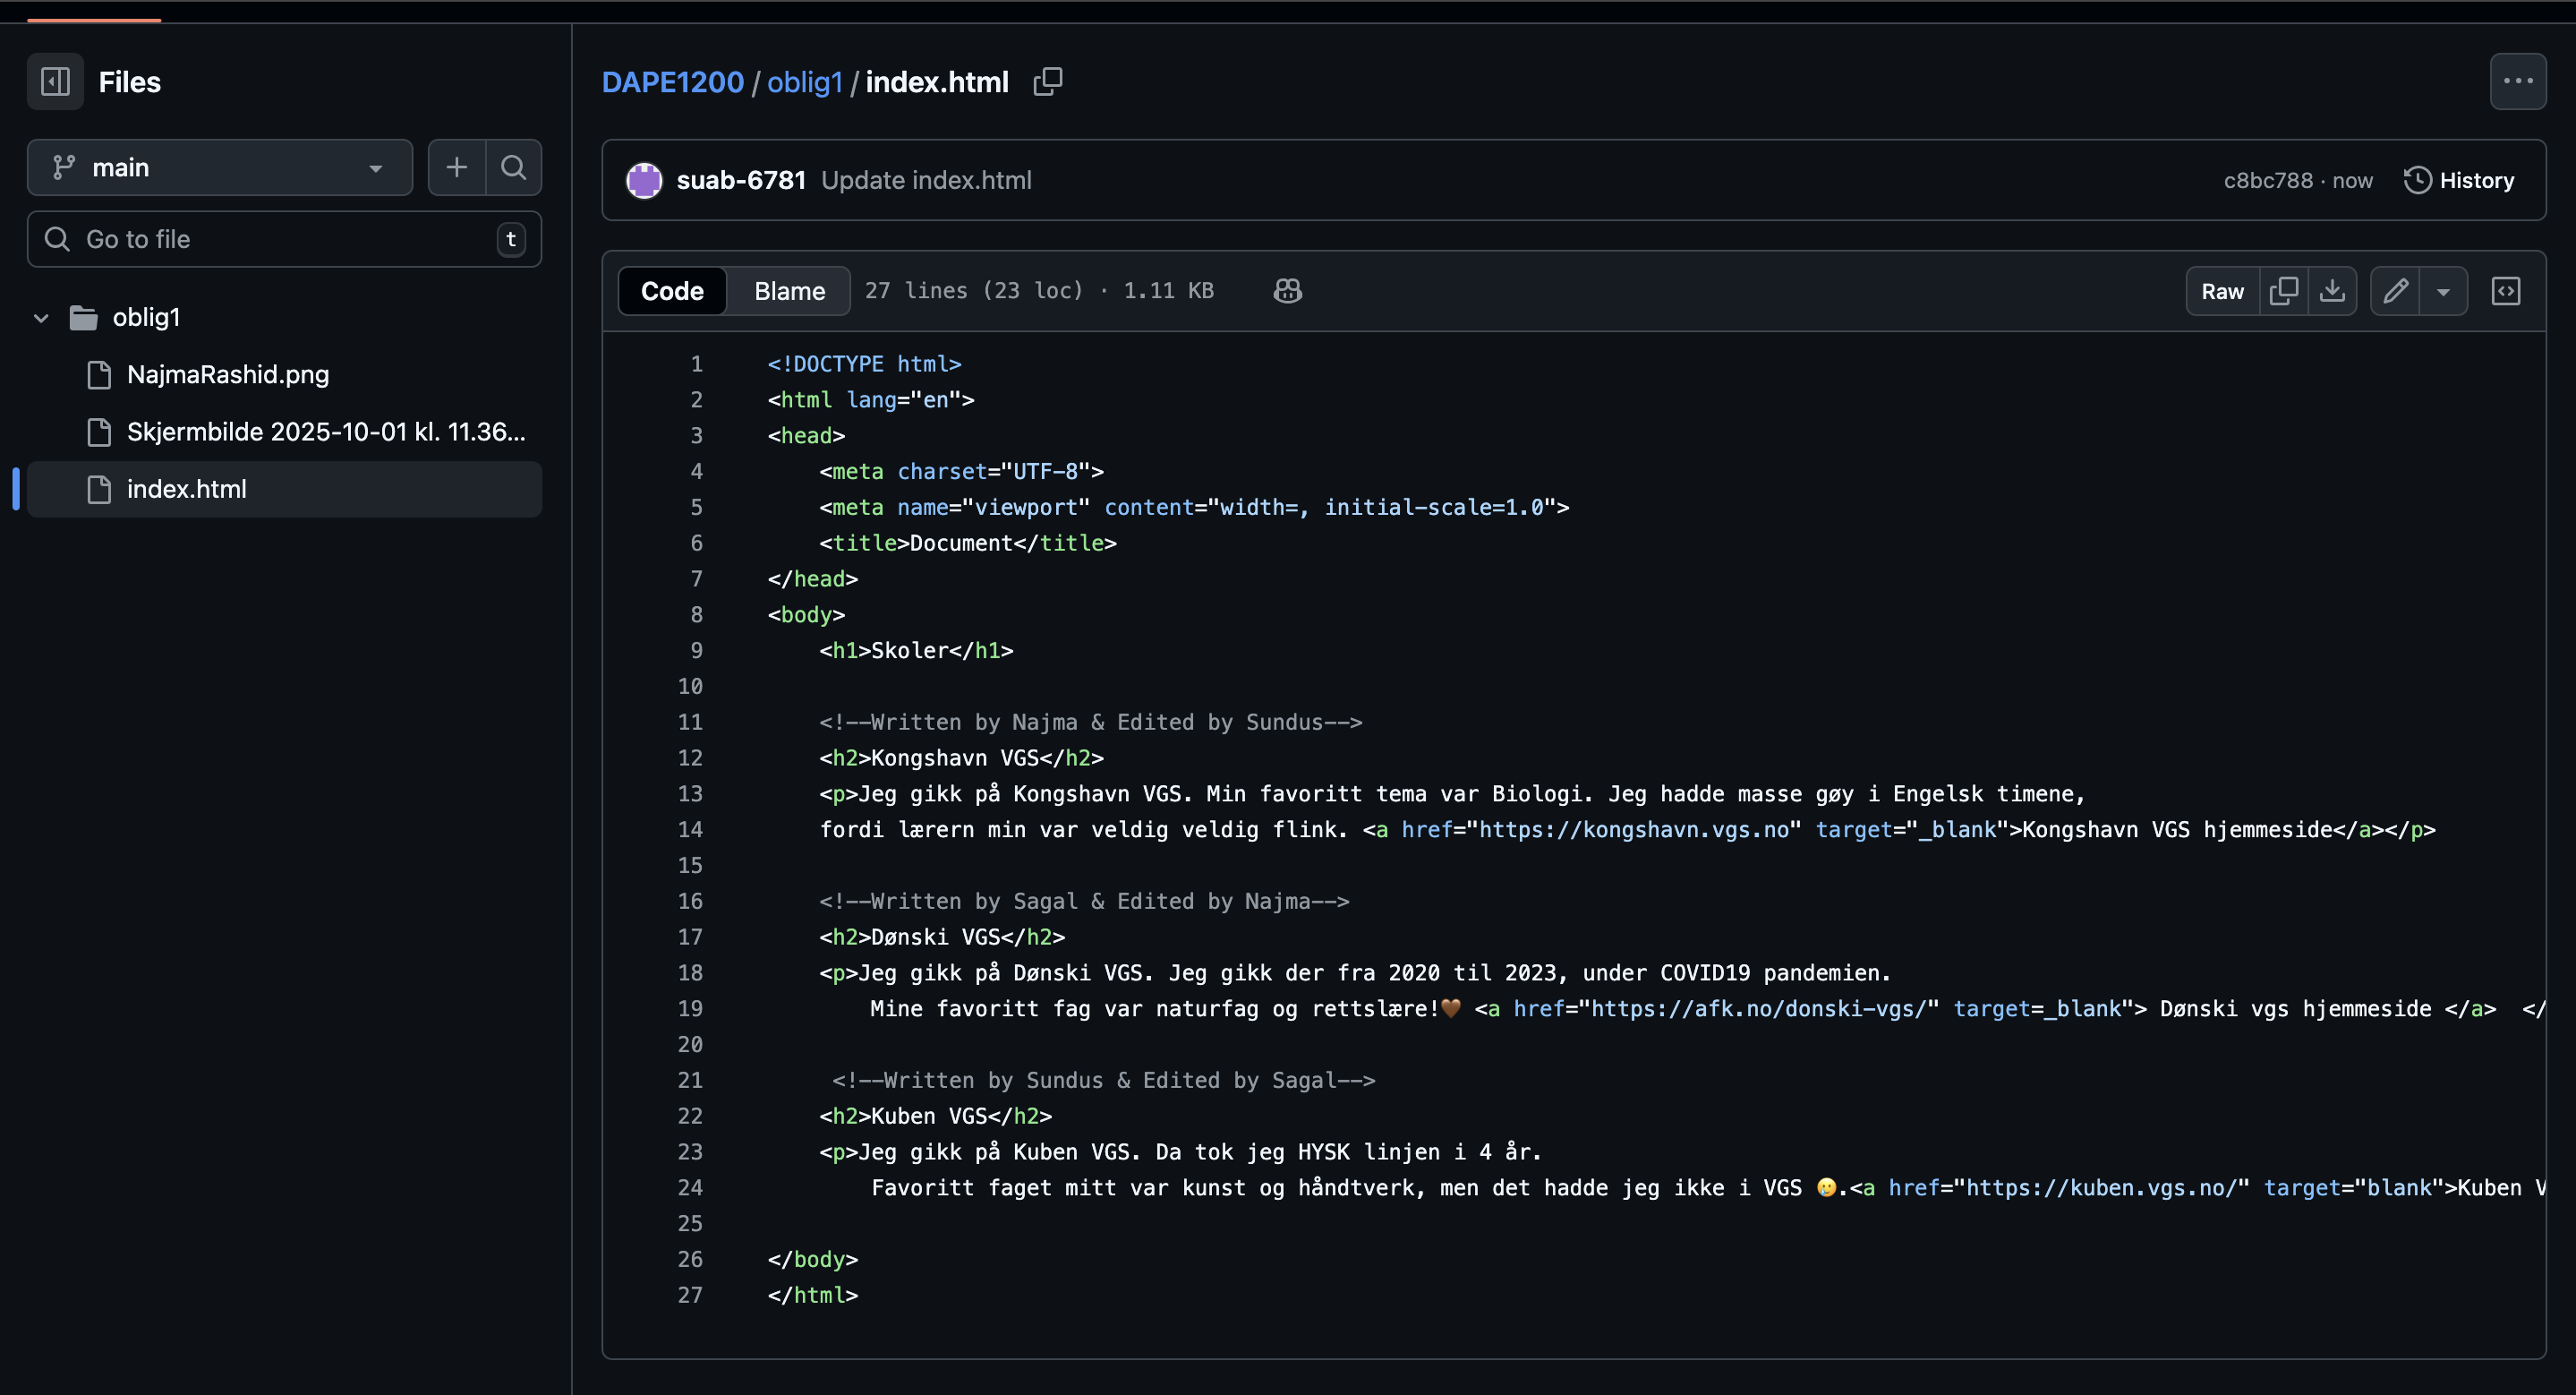 Files
main
Go to file
t
oblig1
NajmaRashid.png
Skjermbilde 2025-10-01 kl. 11.36...
index.html
DAPE1200/oblig1/index.html
suab-6781 Update index.html
c8bc788 · now
History
Code Blame 27 lines (23 loc) · 1.11 KB
Raw
1 <!DOCTYPE html>
2 <html lang="en">
3 <head>
4     <meta charset="UTF-8">
5     <meta name="viewport" content="width=, initial-scale=1.0">
6     <title>Document</title>
7 </head>
8 <body>
9     <h1>Skoler</h1>
10
11     <!--Written by Najma & Edited by Sundus-->
12     <h2>Kongshavn VGS</h2>
13     <p>Jeg gikk på Kongshavn VGS. Min favoritt tema var Biologi. Jeg hadde masse gøy i Engelsk timene,
14     fordi lærern min var veldig veldig flink. <a href="https://kongshavn.vgs.no" target="_blank">Kongshavn VGS hjemmeside</a></p>
15
16     <!--Written by Sagal & Edited by Najma-->
17     <h2>Dønski VGS</h2>
18     <p>Jeg gikk på Dønski VGS. Jeg gikk der fra 2020 til 2023, under COVID19 pandemien.
19         Mine favoritt fag var naturfag og rettslære!🤎 <a href="https://afk.no/donski-vgs/" target=_blank"> Dønski vgs hjemmeside </a>  </
20
21      <!--Written by Sundus & Edited by Sagal-->
22     <h2>Kuben VGS</h2>
23     <p>Jeg gikk på Kuben VGS. Da tok jeg HYSK linjen i 4 år.
24         Favoritt faget mitt var kunst og håndtverk, men det hadde jeg ikke i VGS 🥲.<a href="https://kuben.vgs.no/" target="blank">Kuben V
25
26 </body>
27 </html>